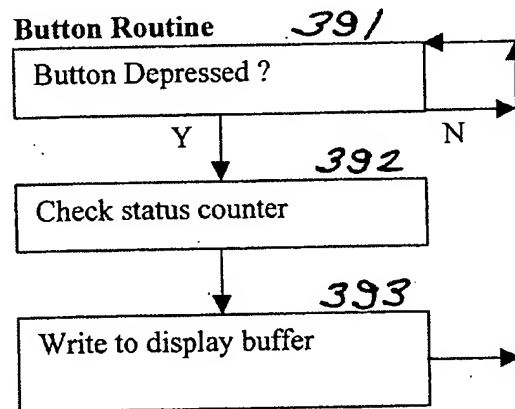 Button Routine 391
Button Depressed ?
Y N
392
Check status counter
393
Write to display buffer